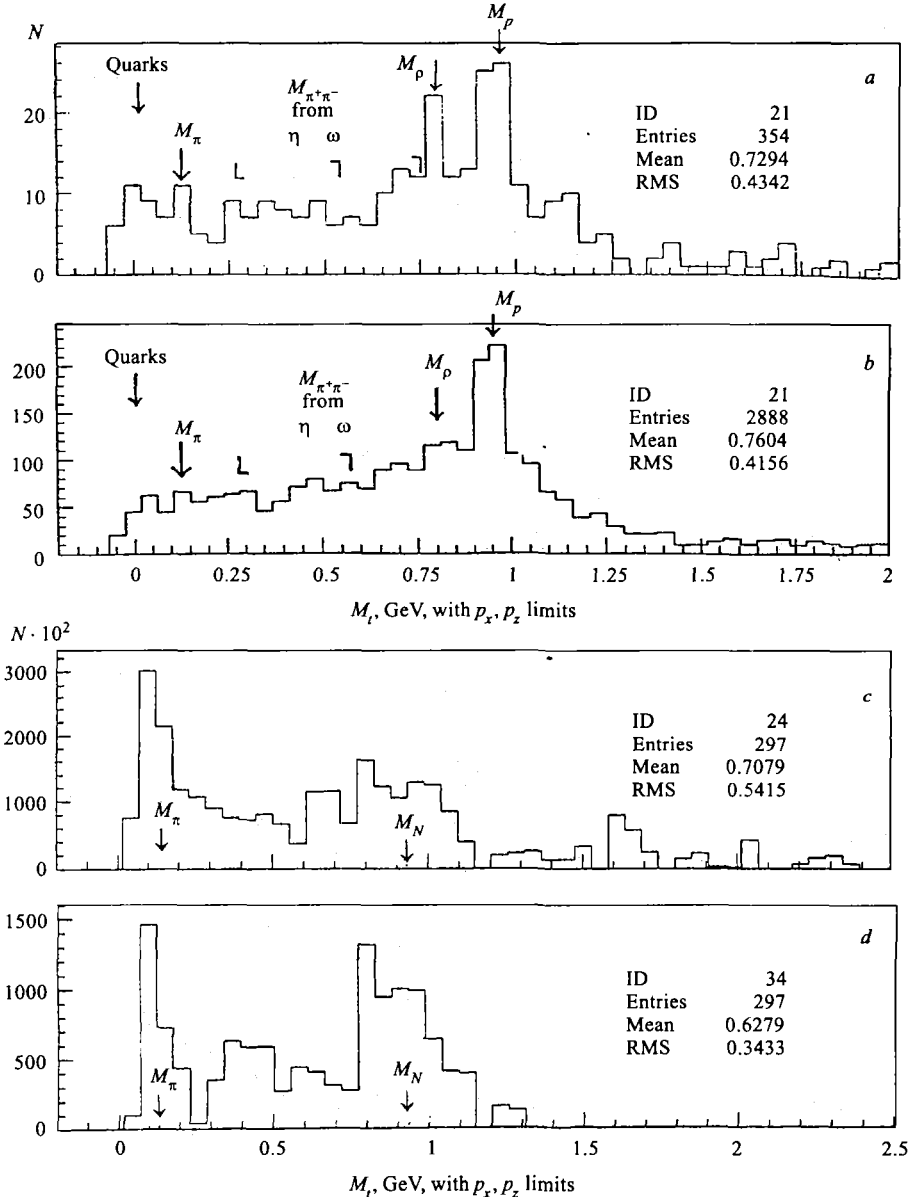 N
M_p
a
Quarks
M_ρ
M_π⁺π⁻
from
η ω
M_π
ID 21
Entries 354
Mean 0.7294
RMS 0.4342
20
10
0
M_p
b
Quarks
M_ρ
M_π⁺π⁻
from
η ω
M_π
ID 21
Entries 2888
Mean 0.7604
RMS 0.4156
200
150
100
50
0
0 0.25 0.5 0.75 1 1.25 1.5 1.75 2
M_t, GeV, with p_x, p_z limits
N · 10²
c
3000
2000
1000
0
ID 24
Entries 297
Mean 0.7079
RMS 0.5415
M_π
M_N
d
1500
1000
500
0
ID 34
Entries 297
Mean 0.6279
RMS 0.3433
M_π
M_N
0 0.5 1 1.5 2 2.5
M_t, GeV, with p_x, p_z limits